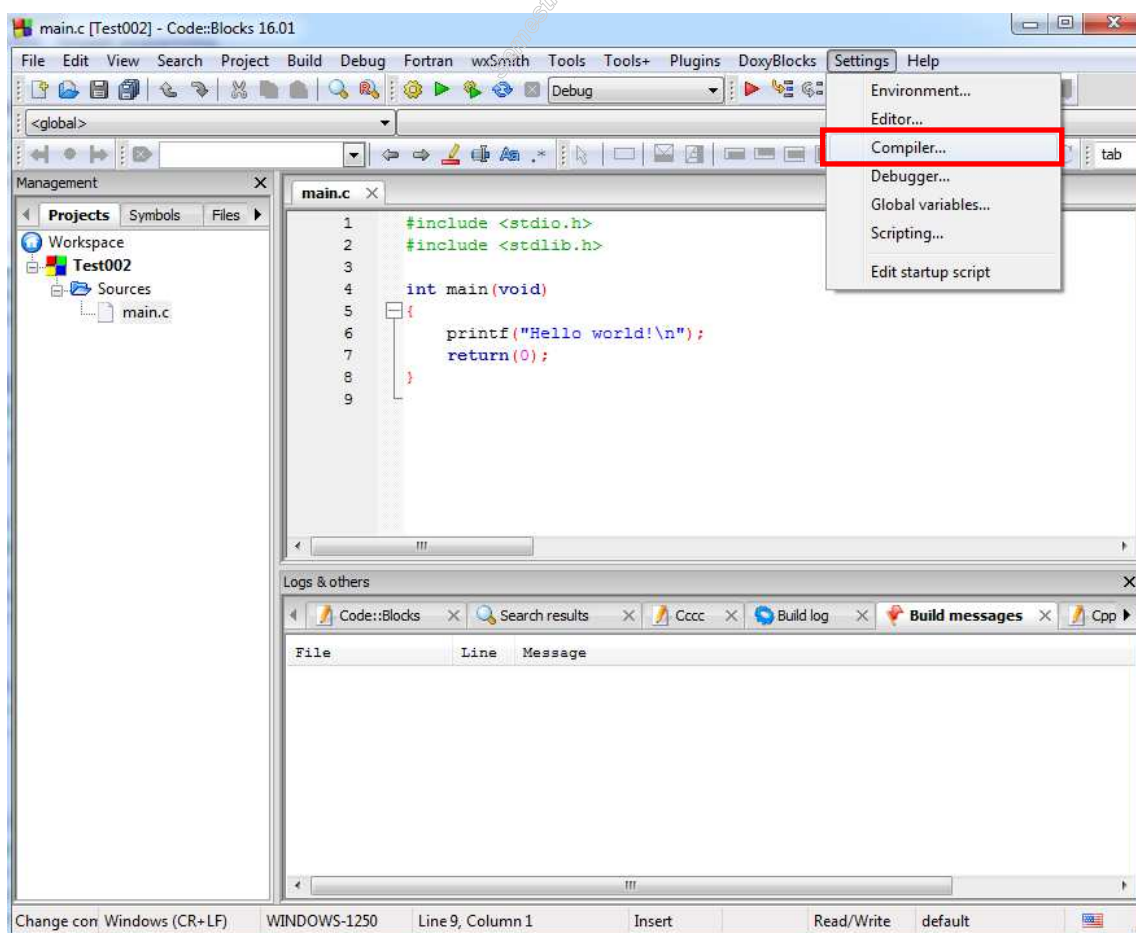 main.c [Test002] - Code::Blocks 16.01
File Edit View Search Project Build Debug Fortran wxSmith Tools Tools+ Plugins DoxyBlocks Settings Help
Debug
Environment...
<global>
Editor...
Compiler...
tab
Debugger...
Global variables...
Scripting...
Edit startup script
Management
Projects Symbols Files
Workspace
Test002
Sources
main.c
main.c
1 #include <stdio.h>
2 #include <stdlib.h>
3
4 int main(void)
5 {
6 printf("Hello world!\n");
7 return(0);
8 }
9
Logs & others
Code::Blocks Search results Cccc Build log Build messages Cpp
File Line Message
Change con Windows (CR+LF) WINDOWS-1250 Line 9, Column 1 Insert Read/Write default